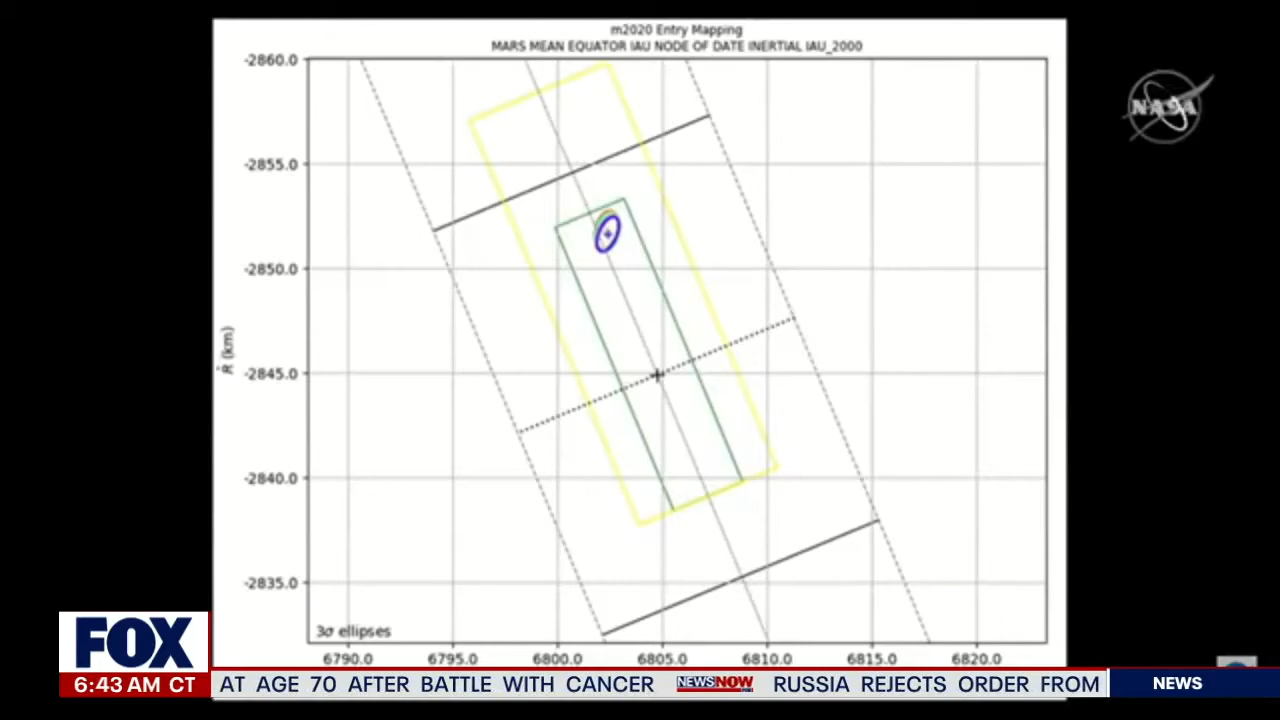 m2020 Entry Mapping
MARS MEAN EQUATOR IAU NODE OF DATE INERTIAL IAU_2000
NASA
-2860.0
-2855.0
-2850.0
-2845.0
-2840.0
-2835.0
Ṙ (km)
3σ ellipses
6790.0 6795.0 6800.0 6805.0 6810.0 6815.0 6820.0
FOX
6:43 AM CT
AT AGE 70 AFTER BATTLE WITH CANCER NEWSNOW RUSSIA REJECTS ORDER FROM
NEWS